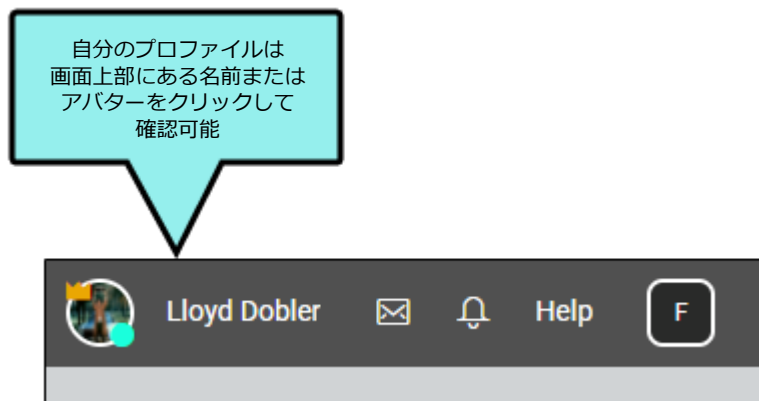 自分のプロファイルは
画面上部にある名前または
アバターをクリックして
確認可能
Lloyd Dobler
Help
F